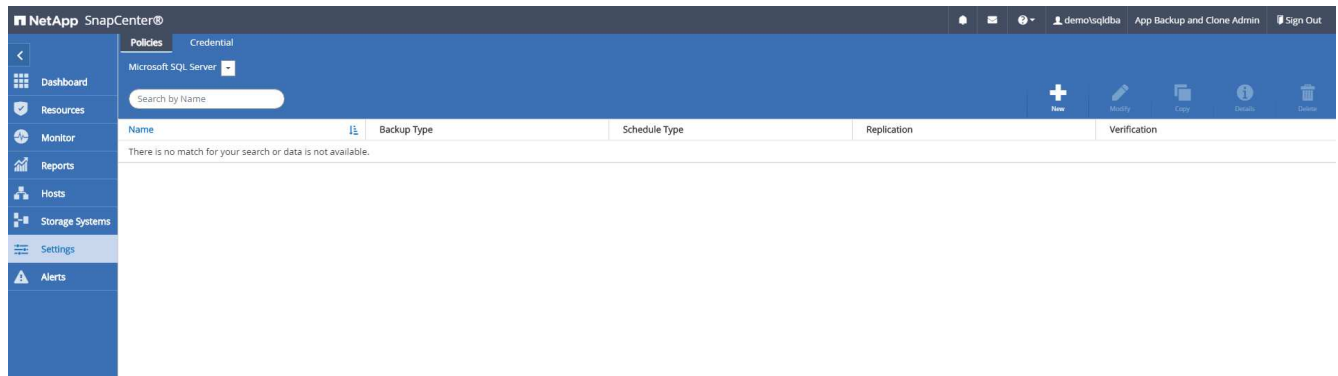 NetApp SnapCenter®
demo\sqldba App Backup and Clone Admin Sign Out
Policies Credential
Microsoft SQL Server
Dashboard
Search by Name
Resources
New Modify Copy Details Delete
Name Backup Type Schedule Type Replication Verification
Monitor
There is no match for your search or data is not available.
Reports
Hosts
Storage Systems
Settings
Alerts